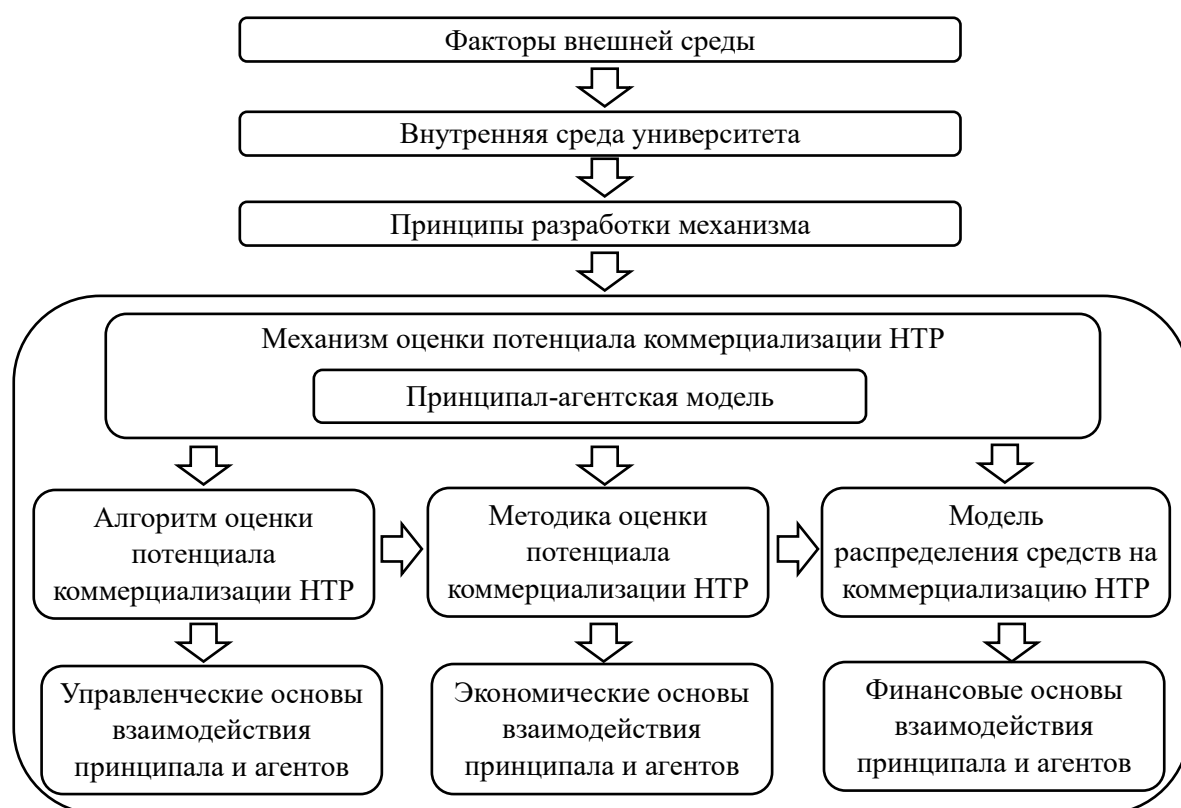 Факторы внешней среды
Внутренняя среда университета
Принципы разработки механизма
Механизм оценки потенциала коммерциализации НТР
Принципал-агентская модель
Алгоритм оценки
потенциала
коммерциализации НТР
Методика оценки
потенциала
коммерциализации НТР
Модель
распределения средств на
коммерциализацию НТР
Управленческие основы
взаимодействия
принципала и агентов
Экономические основы
взаимодействия
принципала и агентов
Финансовые основы
взаимодействия
принципала и агентов